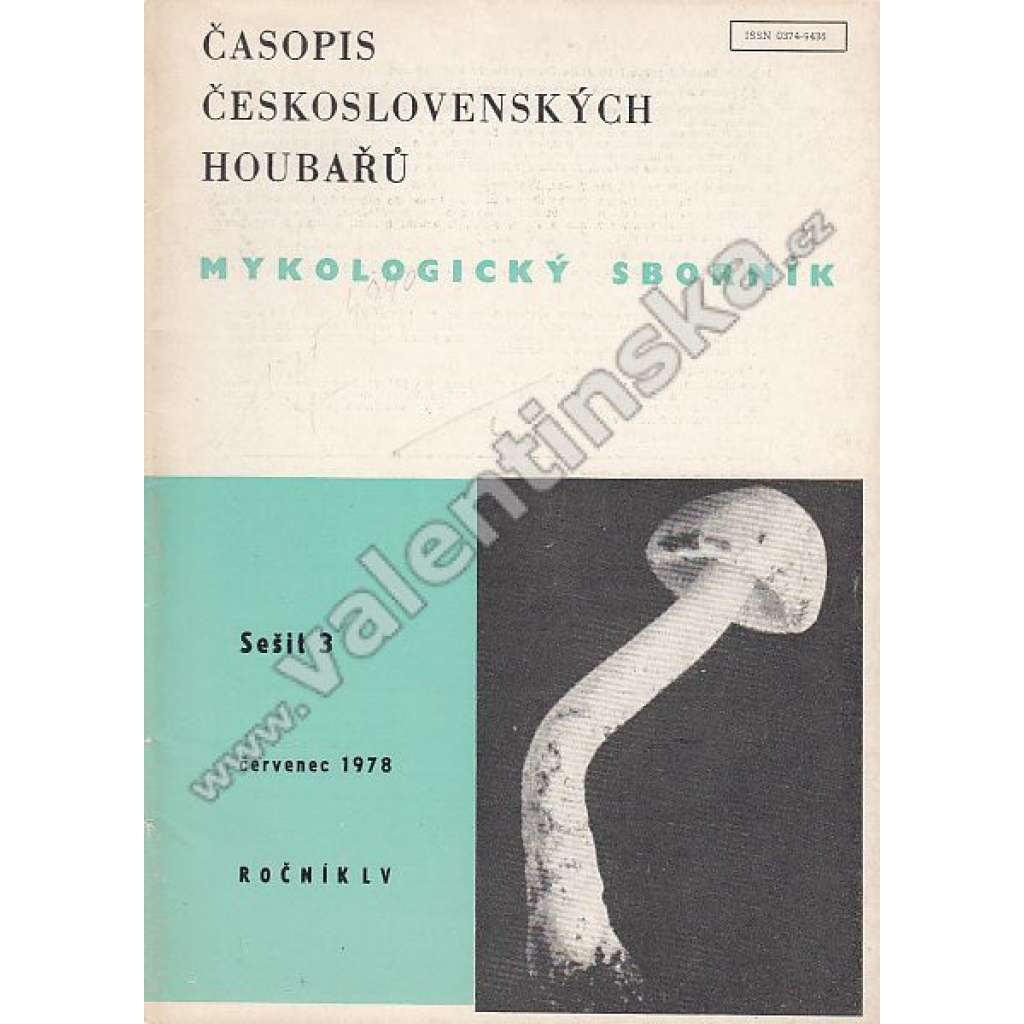 ČASOPIS
ISSN 0374-9436
ČESKOSLOVENSKÝCH
HOUBAŘŮ
MYKOLOGICKÝ SBORNÍK
www.valentinska.cz
Sešit 3
červenec 1978
ROČNÍK LV